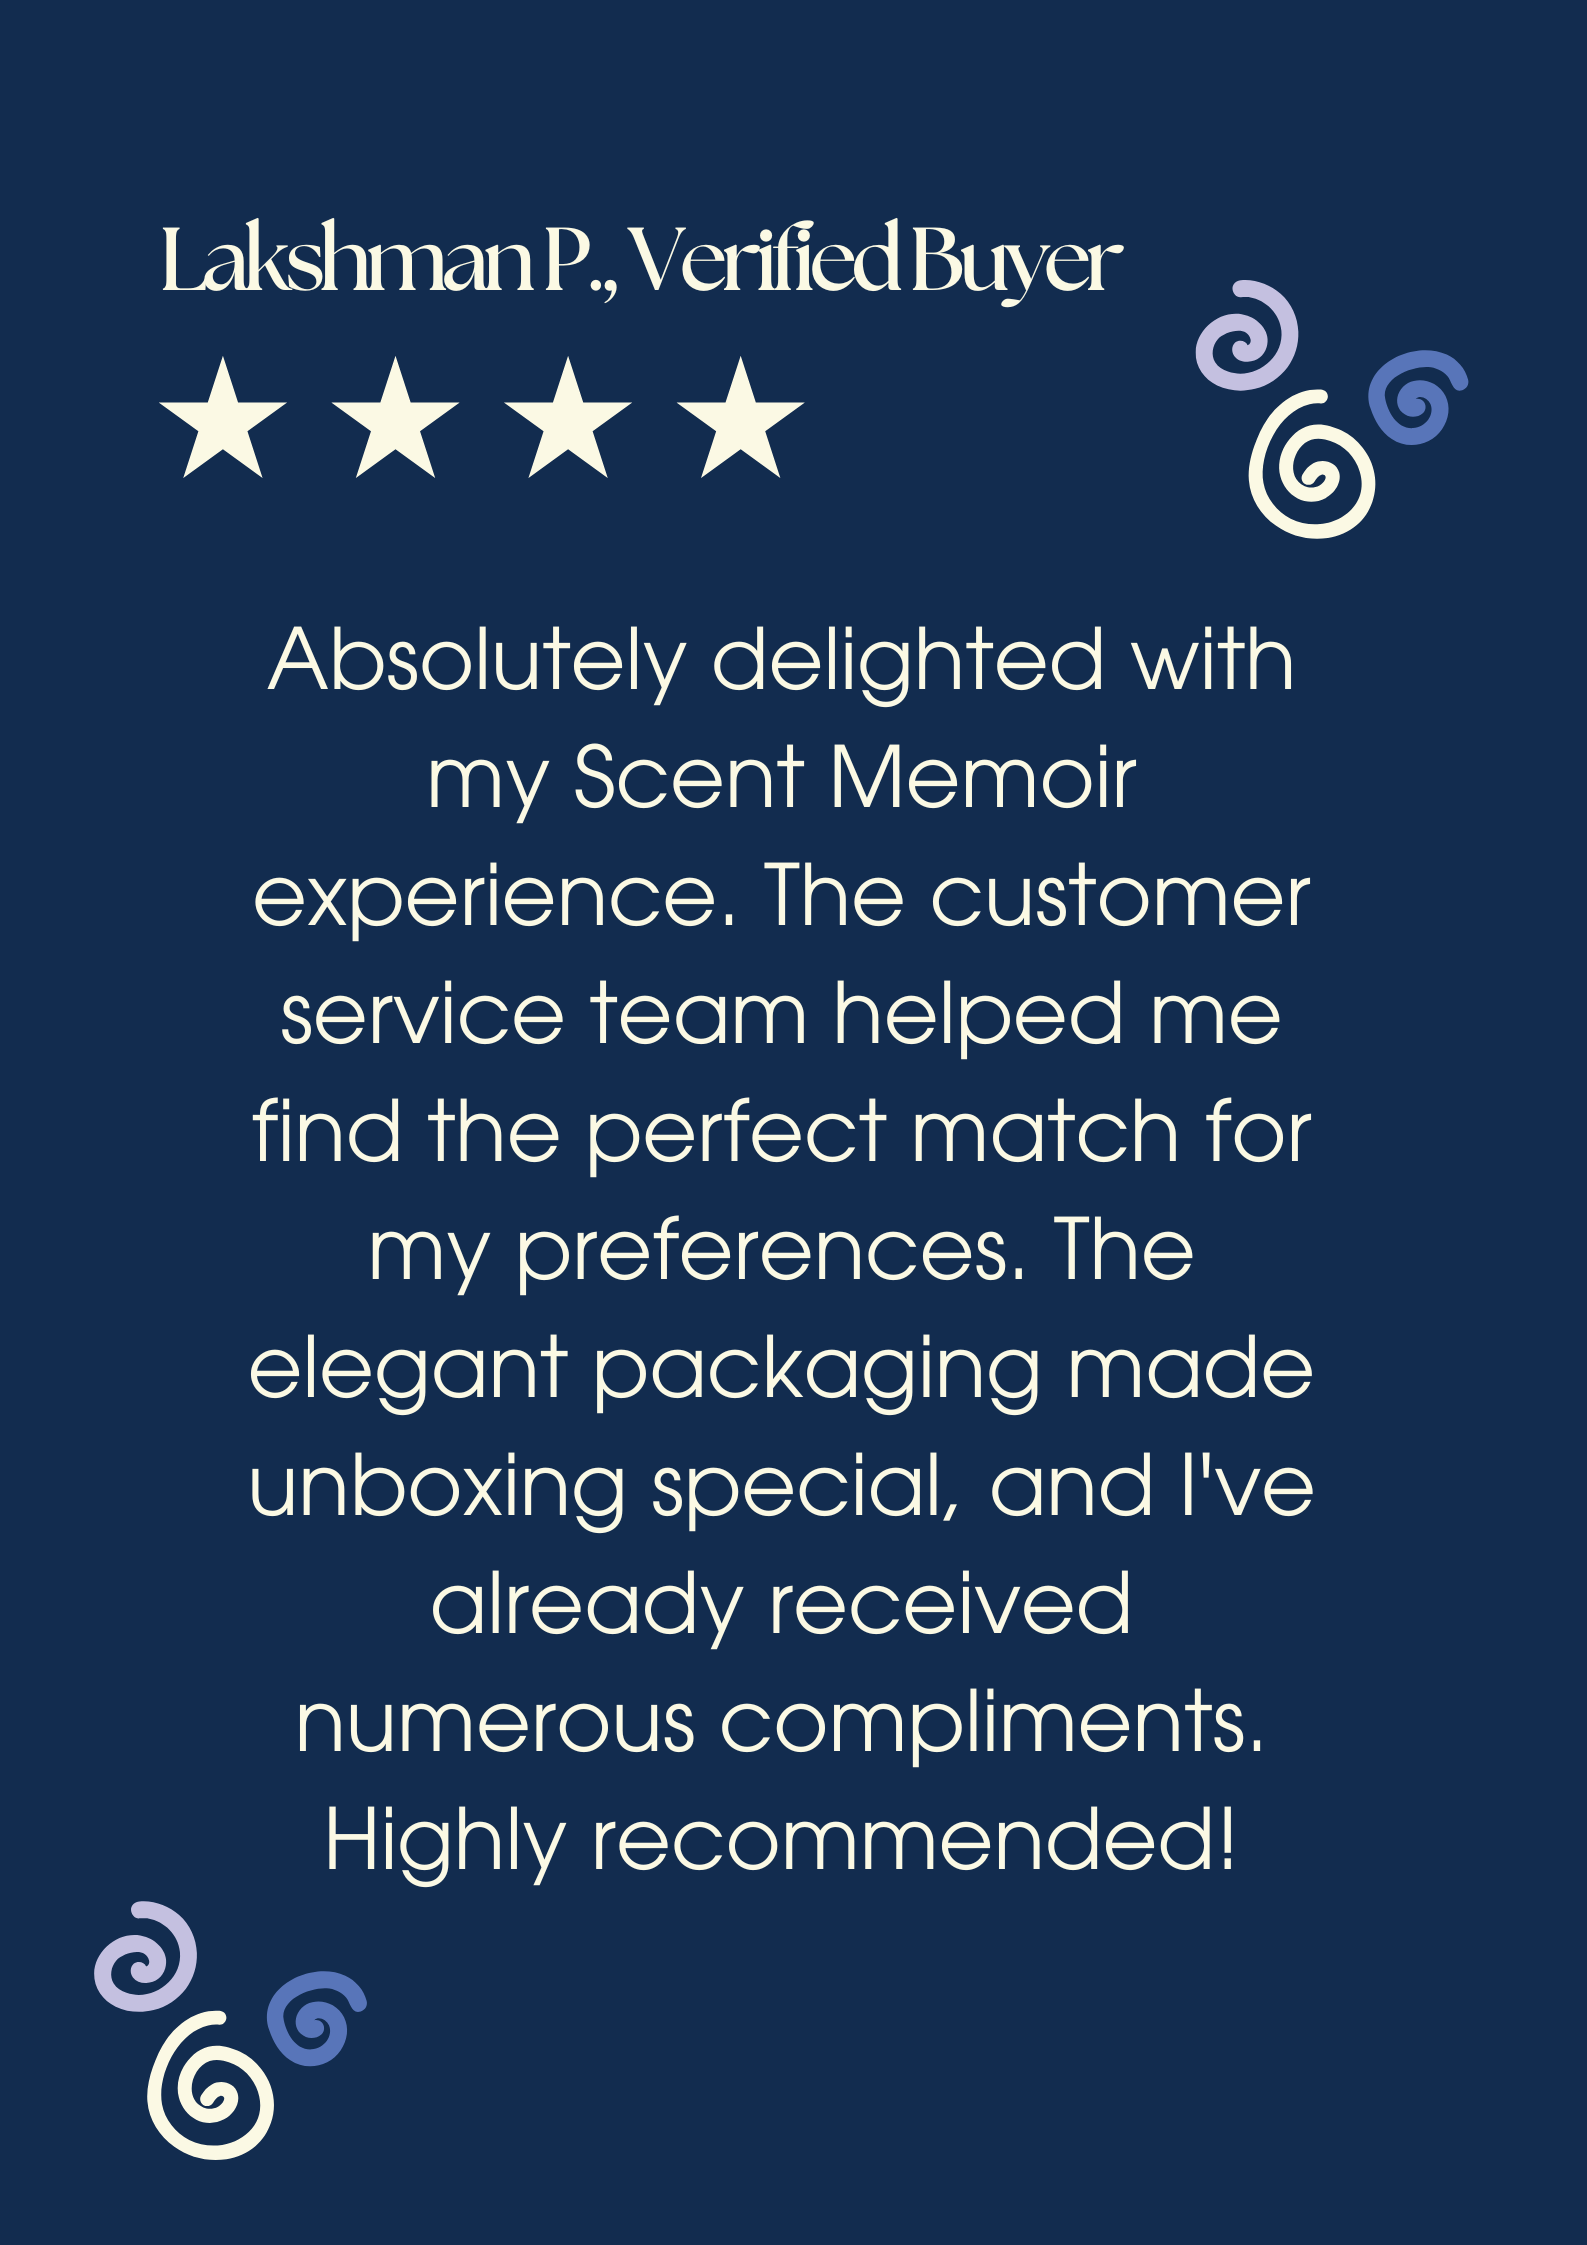 Lakshman P., Verified Buyer
Absolutely delighted with
my Scent Memoir
experience. The customer
service team helped me
find the perfect match for
my preferences. The
elegant packaging made
unboxing special, and I've
already received
numerous compliments.
Highly recommended!